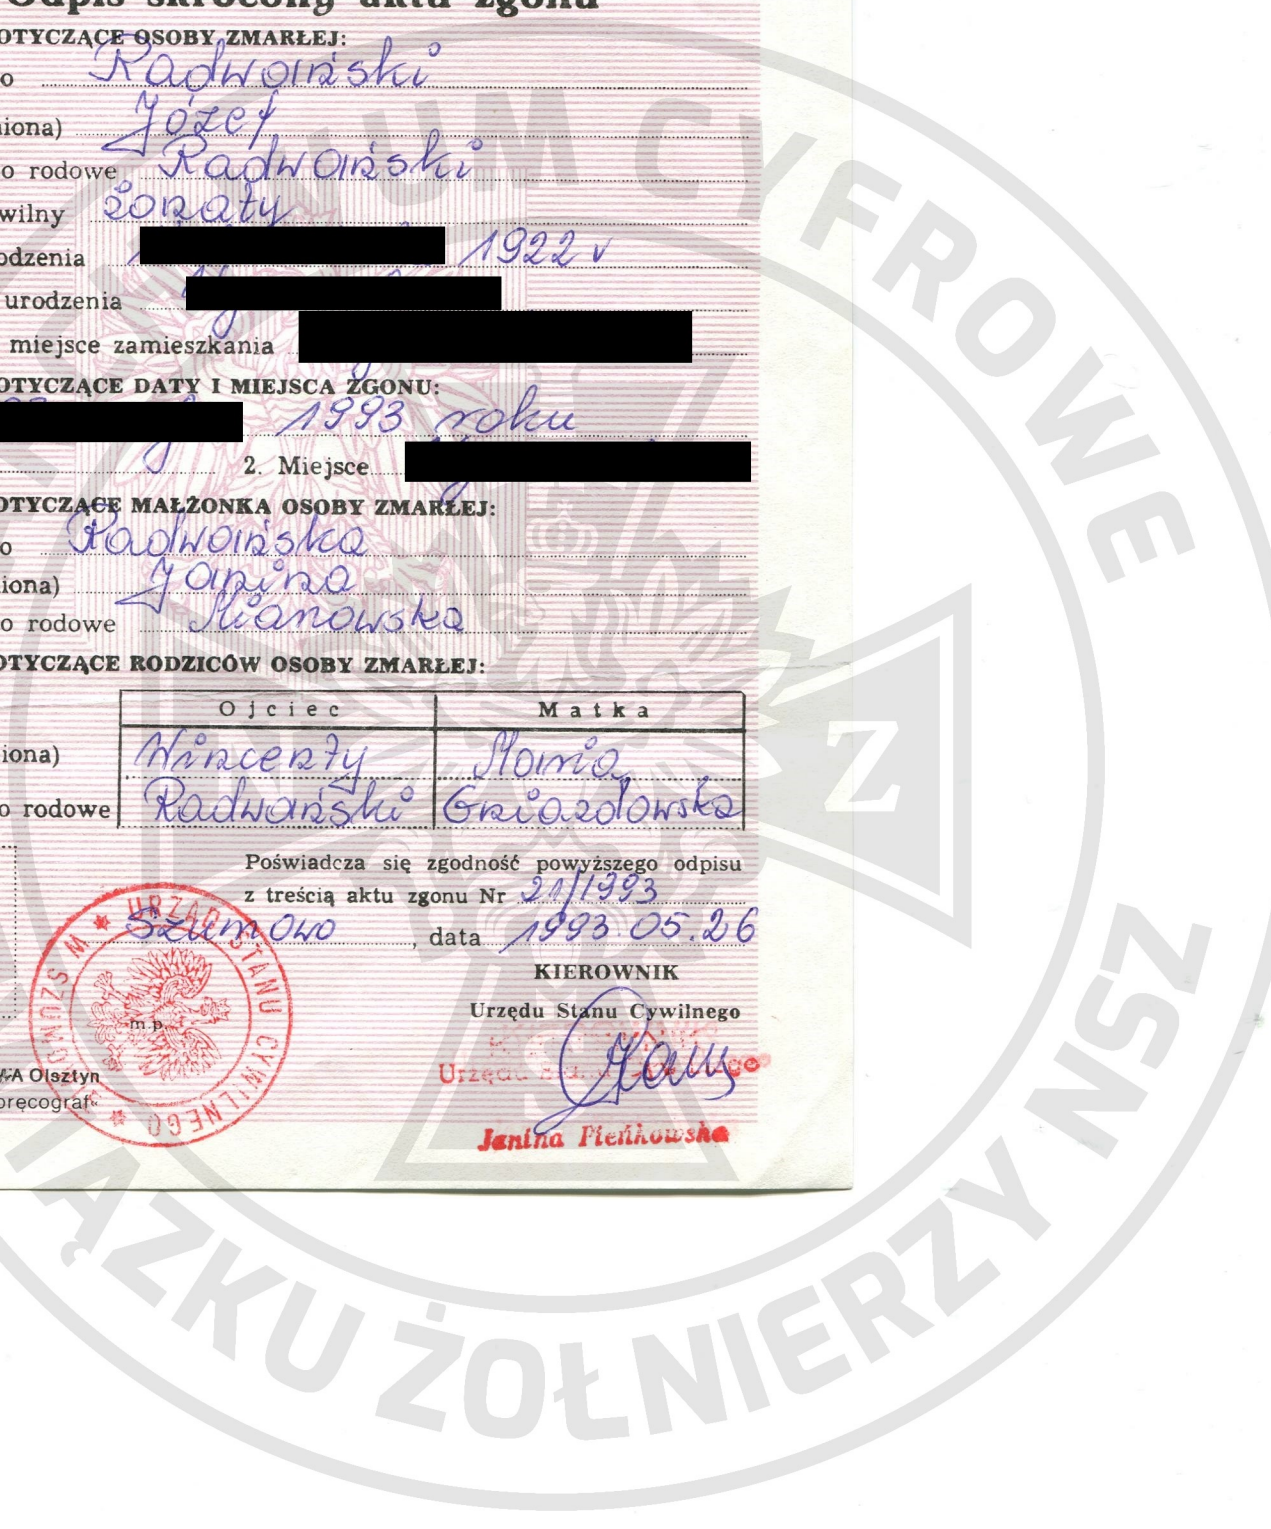 Odpis skrócony aktu zgonu
OTYCZĄCE OSOBY ZMARŁEJ:
o Radwański
iona) Józef
o rodowe Radwański
wilny żonaty
odzenia 1922 r
urodzenia
miejsce zamieszkania
OTYCZĄCE DATY I MIEJSCA ZGONU:
1993 roku
2. Miejsce
OTYCZĄCE MAŁŻONKA OSOBY ZMARŁEJ:
o Radwańska
iona) Janina
o rodowe Mianowska
OTYCZĄCE RODZICÓW OSOBY ZMARŁEJ:
Ojciec Matka
iona) Wincenty Maria
o rodowe Radwański Gwiazdowska
Poświadcza się zgodność powyższego odpisu
z treścią aktu zgonu Nr 21/1993
Szumowo, data 1993.05.26
KIEROWNIK
Urzędu Stanu Cywilnego
m.p.
URZĄD STANU CYWILNEGO W SZUMOWIE
Janina Pieńkowska
A Olsztyn
UM CYFROWE
ĄZKU ŻOŁNIERZY NSZ
Z